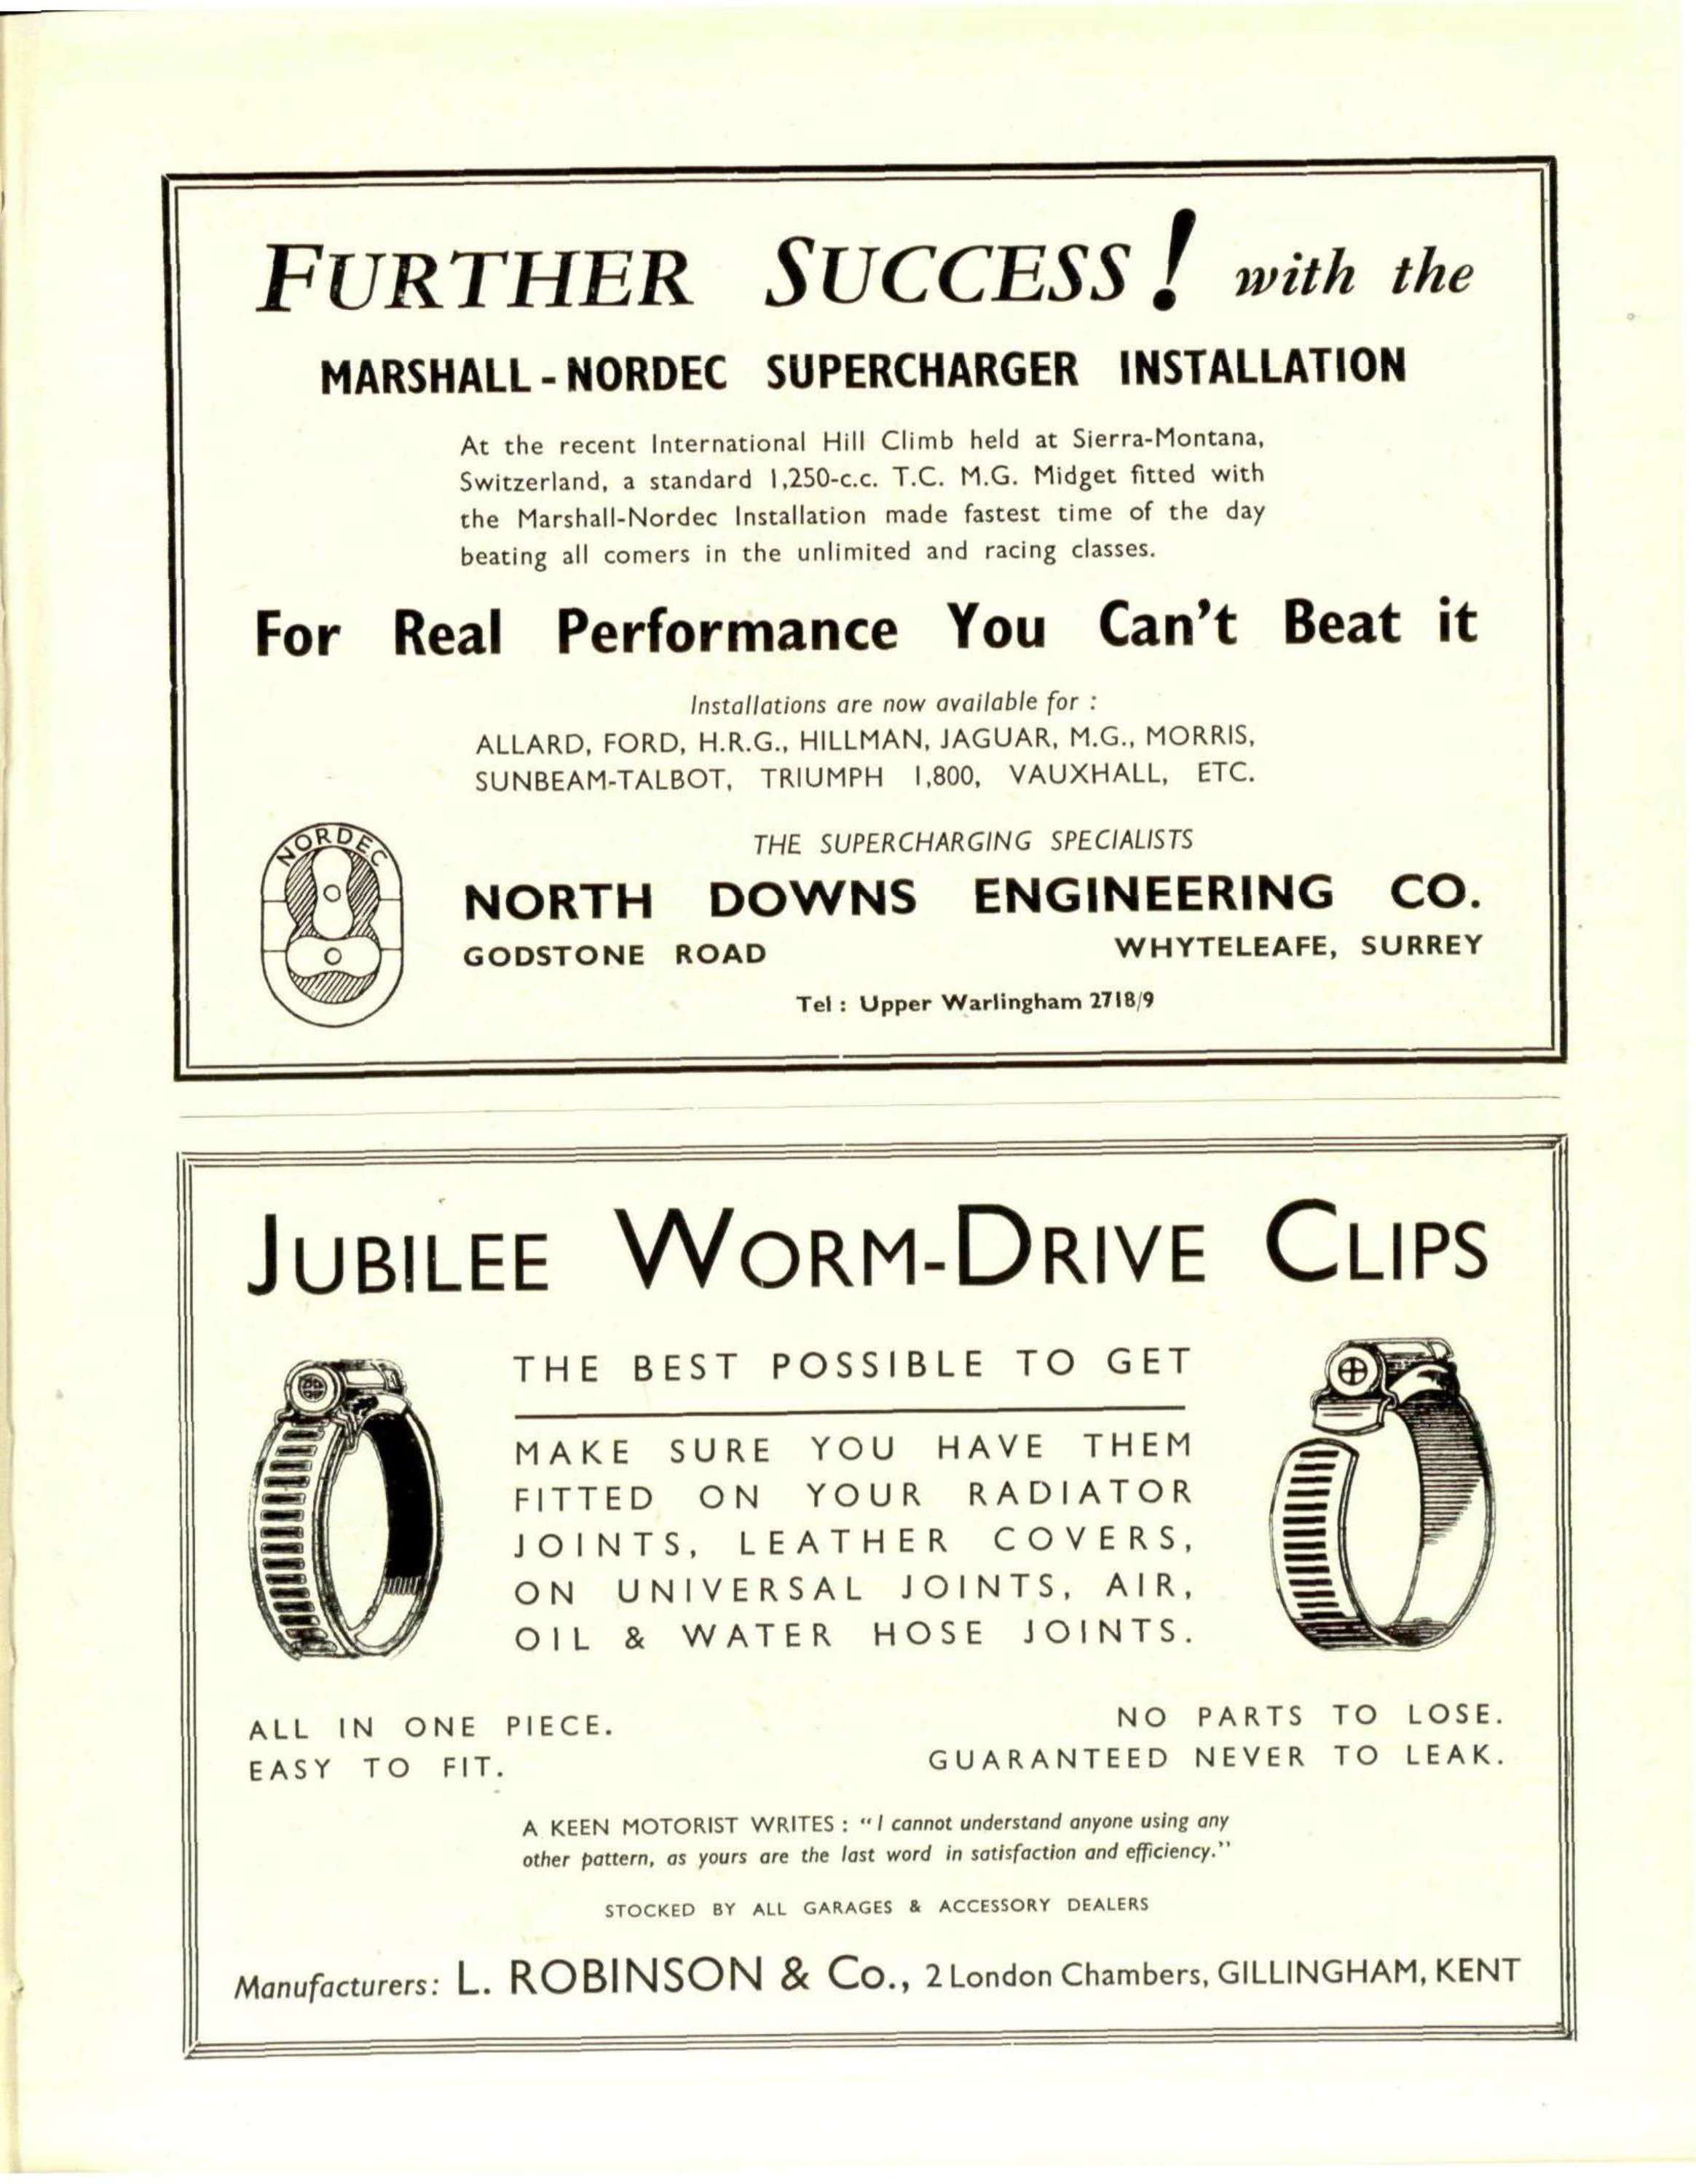 FURTHER SUCCESS! with the
MARSHALL-NORDEC SUPERCHARGER INSTALLATION
At the recent International Hill Climb held at Sierra-Montana,
Switzerland, a standard 1,250-c.c. T.C. M.G. Midget fitted with
the Marshall-Nordec Installation made fastest time of the day
beating all comers in the unlimited and racing classes.
For Real Performance You Can't Beat it
Installations are now available for :
ALLARD, FORD, H.R.G., HILLMAN, JAGUAR, M.G., MORRIS,
SUNBEAM-TALBOT, TRIUMPH 1,800, VAUXHALL, ETC.
NORDEC
THE SUPERCHARGING SPECIALISTS
NORTH DOWNS ENGINEERING CO.
GODSTONE ROAD WHYTELEAFE, SURREY
Tel : Upper Warlingham 2718/9
JUBILEE WORM-DRIVE CLIPS
THE BEST POSSIBLE TO GET
MAKE SURE YOU HAVE THEM
FITTED ON YOUR RADIATOR
JOINTS, LEATHER COVERS,
ON UNIVERSAL JOINTS, AIR,
OIL & WATER HOSE JOINTS.
ALL IN ONE PIECE. NO PARTS TO LOSE.
EASY TO FIT. GUARANTEED NEVER TO LEAK.
A KEEN MOTORIST WRITES : "I cannot understand anyone using any
other pattern, as yours are the last word in satisfaction and efficiency."
STOCKED BY ALL GARAGES & ACCESSORY DEALERS
Manufacturers: L. ROBINSON & Co., 2 London Chambers, GILLINGHAM, KENT